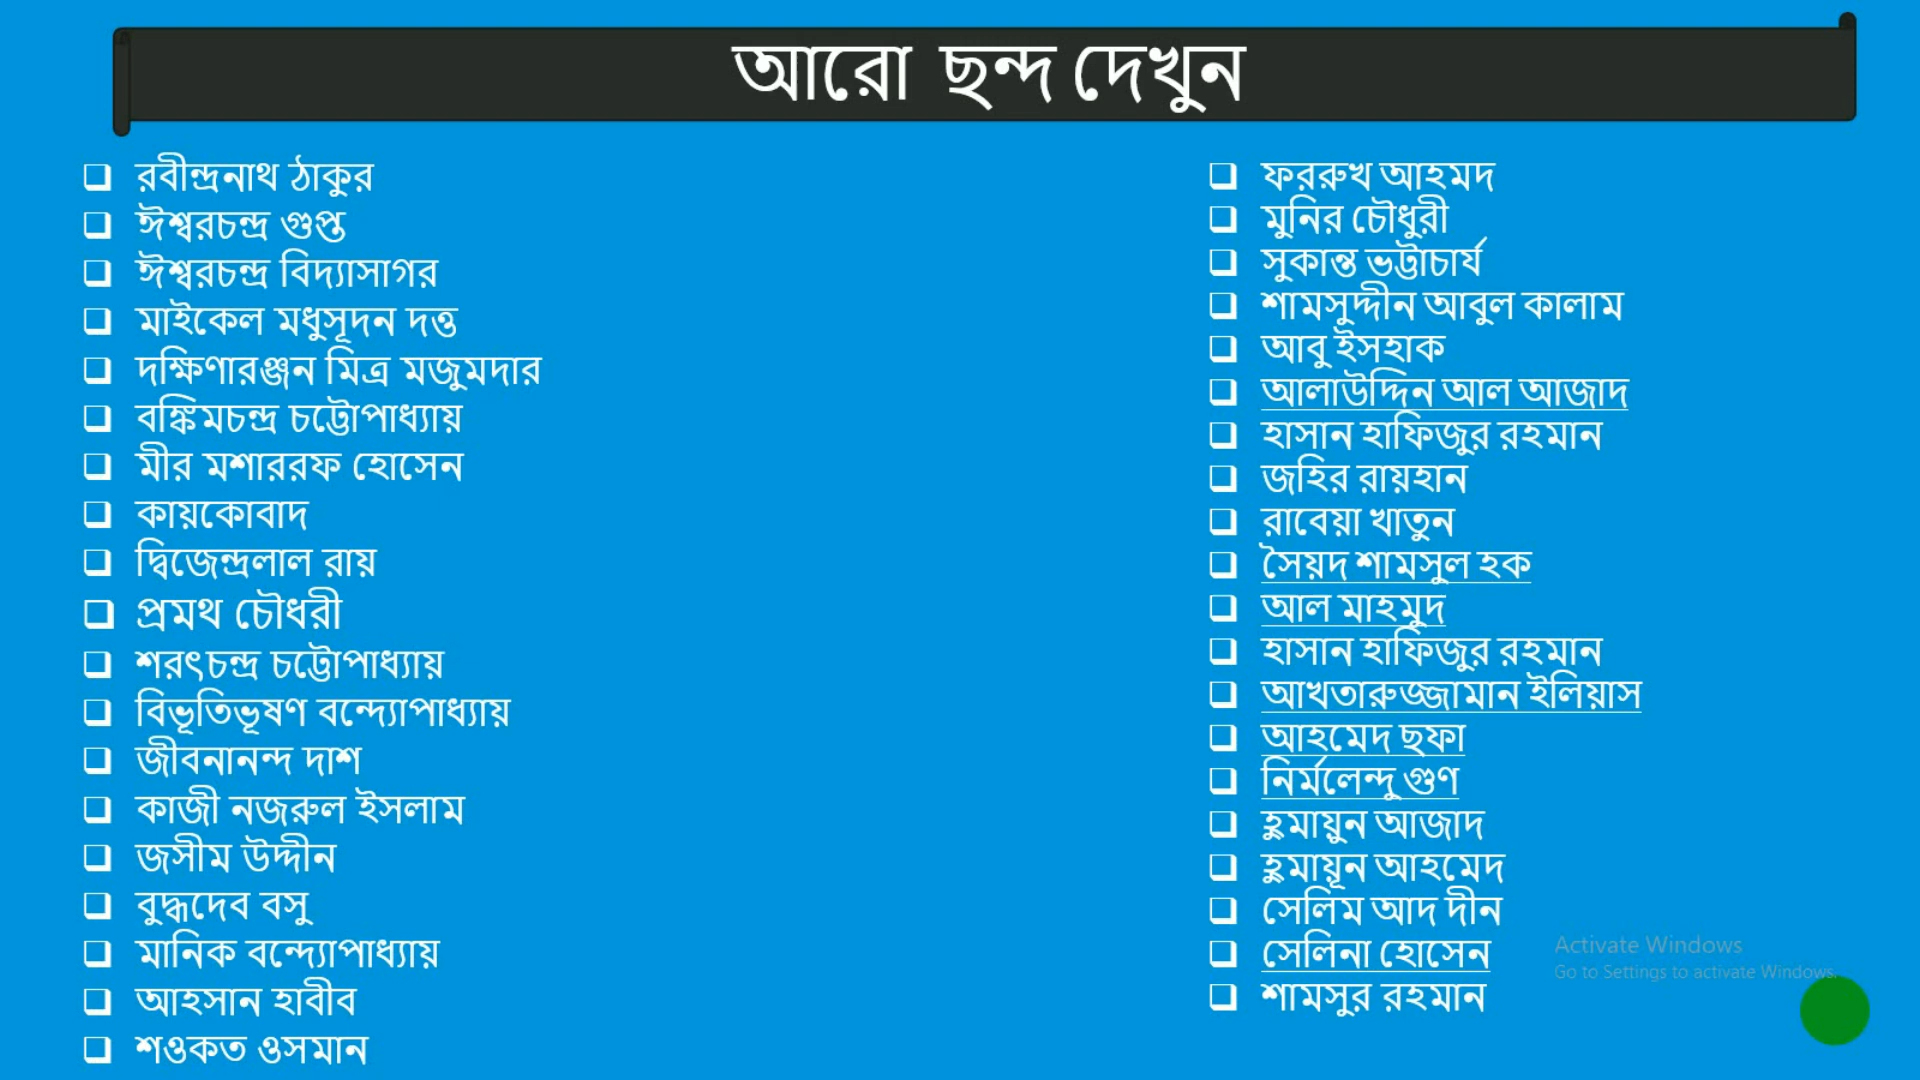 আরো ছন্দ দেখুন
রবীন্দ্রনাথ ঠাকুর
ঈশ্বরচন্দ্র গুপ্ত
ঈশ্বরচন্দ্র বিদ্যাসাগর
মাইকেল মধুসূদন দত্ত
দক্ষিণারঞ্জন মিত্র মজুমদার
বঙ্কিমচন্দ্র চট্টোপাধ্যায়
মীর মশাররফ হোসেন
কায়কোবাদ
দ্বিজেন্দ্রলাল রায়
প্রমথ চৌধরী
শরৎচন্দ্র চট্টোপাধ্যায়
বিভূতিভূষণ বন্দ্যোপাধ্যায়
জীবনানন্দ দাশ
কাজী নজরুল ইসলাম
জসীম উদ্দীন
বুদ্ধদেব বসু
মানিক বন্দ্যোপাধ্যায়
আহসান হাবীব
শওকত ওসমান
ফররুখ আহমদ
মুনির চৌধুরী
সুকান্ত ভট্টাচার্য
শামসুদ্দীন আবুল কালাম
আবু ইসহাক
আলাউদ্দিন আল আজাদ
হাসান হাফিজুর রহমান
জহির রায়হান
রাবেয়া খাতুন
সৈয়দ শামসুল হক
আল মাহমুদ
হাসান হাফিজুর রহমান
আখতারুজ্জামান ইলিয়াস
আহমেদ ছফা
নির্মলেন্দু গুণ
হুমায়ুন আজাদ
হুমায়ূন আহমেদ
সেলিম আদ দীন
সেলিনা হোসেন
শামসুর রহমান
Activate Windows
Go to Settings to activate Windows.